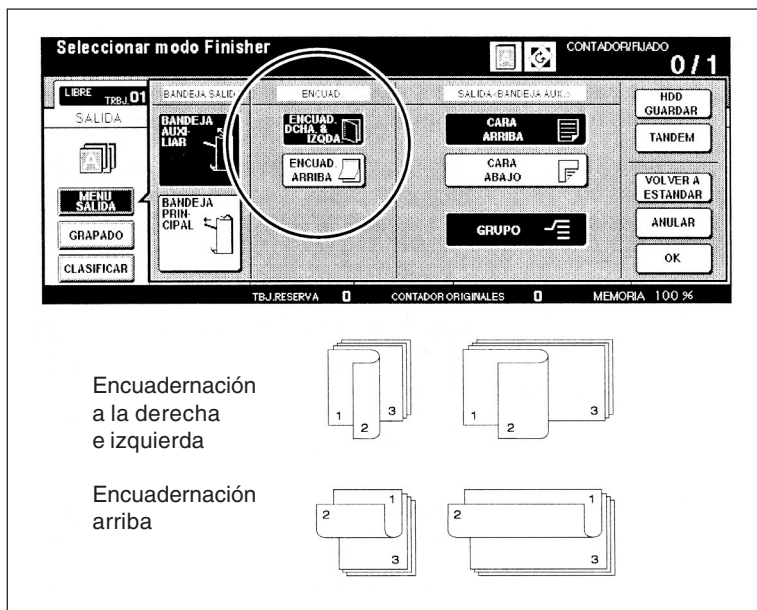 Seleccionar modo Finisher
CONTADOR/FIJADO
0 / 1
LIBRE TRBJ.01
SALIDA
MENU
SALIDA
GRAPADO
CLASIFICAR
BANDEJA SALID
BANDEJA
AUXI-
LIAR
BANDEJA
PRIN-
CIPAL
ENCUAD.
ENCUAD.
DCHA. &
IZQDA.
ENCUAD.
ARRIBA
SALIDA<BANDEJA AUX.>
CARA
ARRIBA
CARA
ABAJO
GRUPO
HDD
GUARDAR
TANDEM
VOLVER A
ESTANDAR
ANULAR
OK
TBJ.RESERVA 0 CONTADOR ORIGINALES 0 MEMORIA 100 %
Encuadernación
a la derecha
e izquierda
1 2 3
1 2 3
Encuadernación
arriba
2 1 3
2 1 3